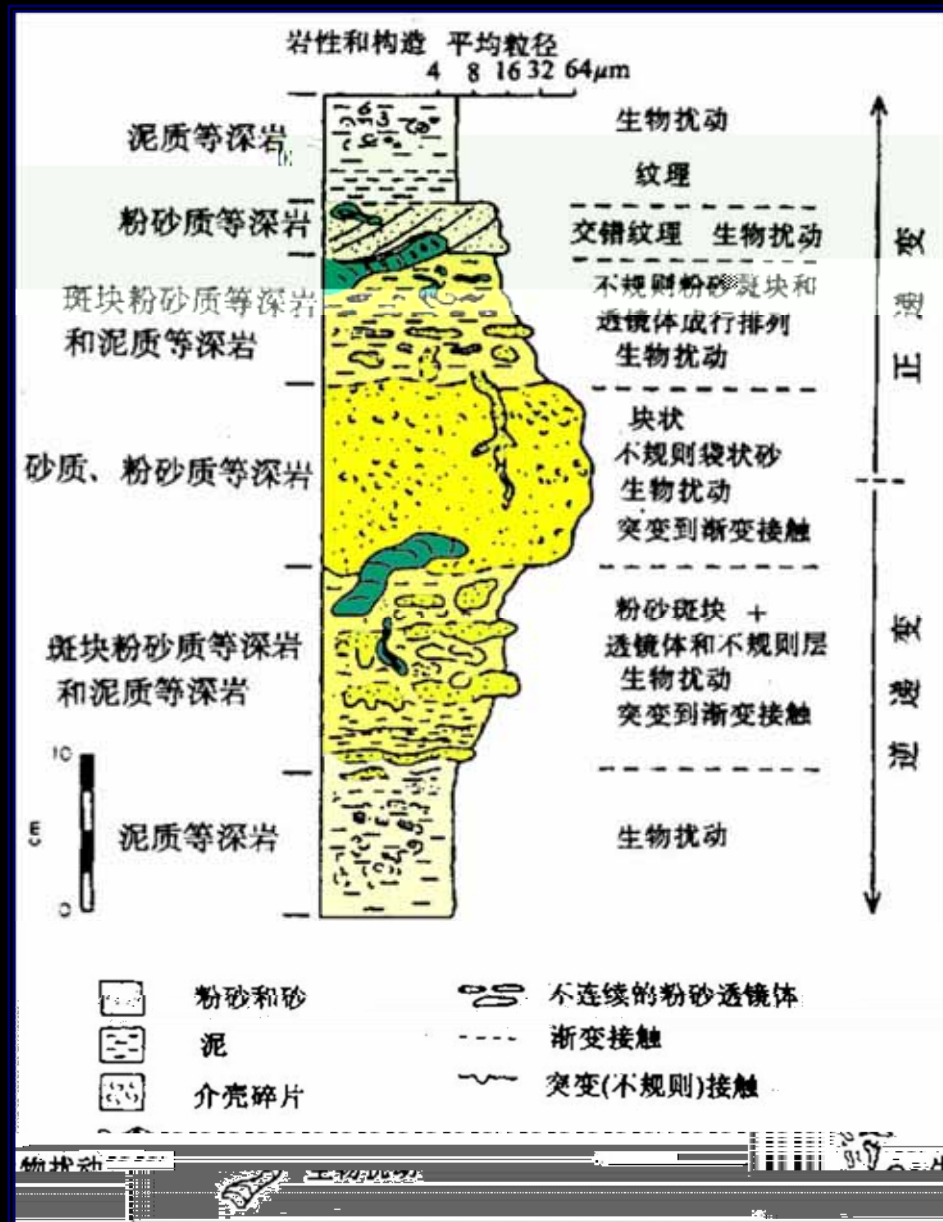 岩性和构造 平均粒径
4 8 16 32 64μm
泥质等深岩
生物扰动
纹理
粉砂质等深岩
交错纹理 生物扰动
斑块粉砂质等深岩
和泥质等深岩
不规则粉砂斑块和
透镜体成行排列
生物扰动
正递变
砂质、粉砂质等深岩
块状
不规则袋状砂
生物扰动
突变到渐变接触
斑块粉砂质等深岩
和泥质等深岩
粉砂斑块 +
透镜体和不规则层
生物扰动
突变到渐变接触
逆递变
10
cm
0
泥质等深岩
生物扰动
粉砂和砂
不连续的粉砂透镜体
泥
渐变接触
介壳碎片
突变(不规则)接触
物扰动
生物扰动